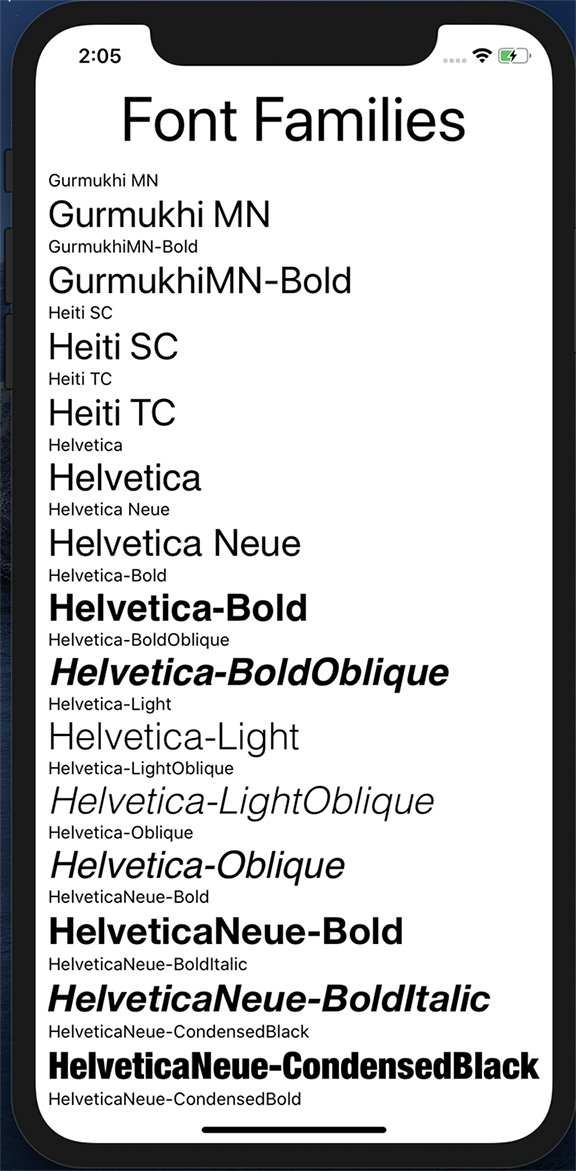 2:05
Font Families
Gurmukhi MN
Gurmukhi MN
GurmukhiMN-Bold
GurmukhiMN-Bold
Heiti SC
Heiti SC
Heiti TC
Heiti TC
Helvetica
Helvetica
Helvetica Neue
Helvetica Neue
Helvetica-Bold
Helvetica-Bold
Helvetica-BoldOblique
Helvetica-BoldOblique
Helvetica-Light
Helvetica-Light
Helvetica-LightOblique
Helvetica-LightOblique
Helvetica-Oblique
Helvetica-Oblique
HelveticaNeue-Bold
HelveticaNeue-Bold
HelveticaNeue-BoldItalic
HelveticaNeue-BoldItalic
HelveticaNeue-CondensedBlack
HelveticaNeue-CondensedBlack
HelveticaNeue-CondensedBold